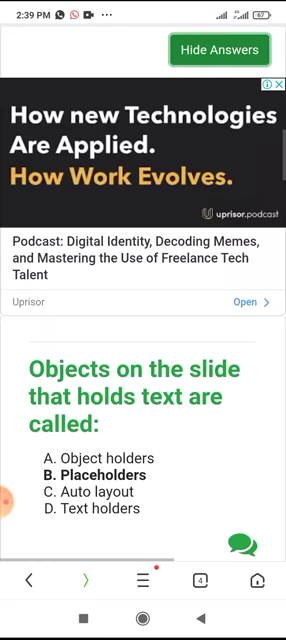 2:39 PM
4G
67
Hide Answers
How new Technologies
Are Applied.
How Work Evolves.
uprisor.podcast
Podcast: Digital Identity, Decoding Memes,
and Mastering the Use of Freelance Tech
Talent
Uprisor
Open
Objects on the slide
that holds text are
called:
A. Object holders
B. Placeholders
C. Auto layout
D. Text holders
4